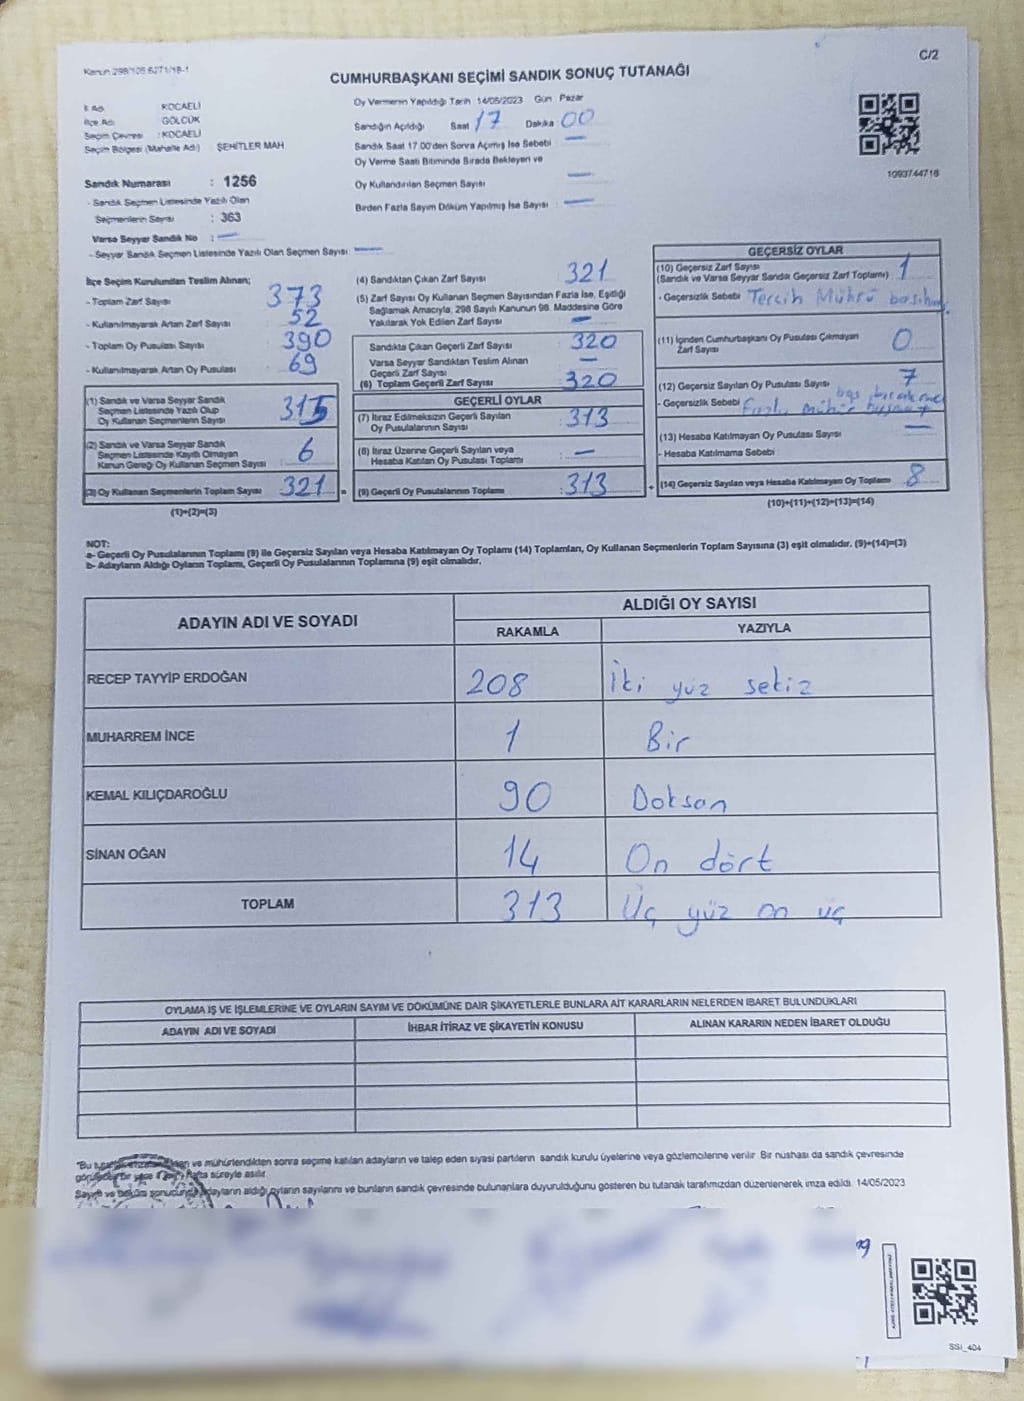 Kanun 298/105 6271/18-1
C/2
CUMHURBAŞKANI SEÇİMİ SANDIK SONUÇ TUTANAĞI
İl Adı : KOCAELİ
İlçe Adı : GÖLCÜK
Seçim Çevresi : KOCAELİ
Seçim Bölgesi (Mahalle Adı) ŞEHİTLER MAH
Sandık Numarası : 1256
- Sandık Seçmen Listesinde Yazılı Olan
Seçmenlerin Sayısı : 363
Varsa Seyyar Sandık No : —
- Seyyar Sandık Seçmen Listesinde Yazılı Olan Seçmen Sayısı : —
Oy Vermenin Yapıldığı Tarih 14/05/2023 Gün Pazar
Sandığın Açıldığı Saat 17 Dakika 00
Sandık Saat 17.00'den Sonra Açımış İse Sebebi —
Oy Verme Saati Bitiminde Sırada Bekleyen ve
Oy Kullandırılan Seçmen Sayısı —
Birden Fazla Sayım Döküm Yapılmış İse Sayısı : —
1093744716
İlçe Seçim Kurulundan Teslim Alınan;
- Toplam Zarf Sayısı 373
- Kullanılmayarak Artan Zarf Sayısı 52
- Toplam Oy Pusulası Sayısı 390
- Kullanılmayarak Artan Oy Pusulası 69
(1) Sandık ve Varsa Seyyar Sandık
Seçmen Listesinde Yazılı Olup
Oy Kullanan Seçmenlerin Sayısı 315
(2) Sandık ve Varsa Seyyar Sandık
Seçmen Listesinde Kayıtlı Olmayan
Kanun Gereği Oy Kullanan Seçmen Sayısı 6
(3) Oy Kullanan Seçmenlerin Toplam Sayısı 321 =
(1)+(2)=(3)
(4) Sandıktan Çıkan Zarf Sayısı 321
(5) Zarf Sayısı Oy Kullanan Seçmen Sayısından Fazla İse, Eşitliği
Sağlamak Amacıyla, 298 Sayılı Kanunun 98. Maddesine Göre
Yakılarak Yok Edilen Zarf Sayısı —
Sandıkta Çıkan Geçerli Zarf Sayısı 320
Varsa Seyyar Sandıktan Teslim Alınan
Geçerli Zarf Sayısı —
(6) Toplam Geçerli Zarf Sayısı 320
GEÇERLİ OYLAR
(7) İtiraz Edilmeksizin Geçerli Sayılan
Oy Pusulalarının Sayısı : 313
(8) İtiraz Üzerine Geçerli Sayılan veya
Hesaba Katılan Oy Pusulası Toplamı : —
(9) Geçerli Oy Pusulalarının Toplamı : 313 +
GEÇERSİZ OYLAR
(10) Geçersiz Zarf Sayısı
(Sandık ve Varsa Seyyar Sandık Geçersiz Zarf Toplamı) 1
- Geçersizlik Sebebi Tercih Mührü
(11) İçinden Cumhurbaşkanı Oy Pusulası Çıkmayan
Zarf Sayısı 0
(12) Geçersiz Sayılan Oy Pusulası Sayısı 7
- Geçersizlik Sebebi mühür
(13) Hesaba Katılmayan Oy Pusulası Sayısı —
- Hesaba Katılmama Sebebi
(14) Geçersiz Sayılan veya Hesaba Katılmayan Oy Toplamı 8
(10)+(11)+(12)+(13)=(14)
NOT:
a- Geçerli Oy Pusulalarının Toplamı (9) ile Geçersiz Sayılan veya Hesaba Katılmayan Oy Toplamı (14) Toplamları, Oy Kullanan Seçmenlerin Toplam Sayısına (3) eşit olmalıdır. (9)+(14)=(3)
b- Adayların Aldığı Oyların Toplamı, Geçerli Oy Pusulalarının Toplamına (9) eşit olmalıdır.
ADAYIN ADI VE SOYADI
ALDIĞI OY SAYISI
RAKAMLA YAZIYLA
RECEP TAYYİP ERDOĞAN 208 İki yüz sekiz
MUHARREM İNCE 1 Bir
KEMAL KILIÇDAROĞLU 90 Doksan
SİNAN OĞAN 14 On dört
TOPLAM 313 Üç yüz on üç
OYLAMA İŞ VE İŞLEMLERİNE VE OYLARIN SAYIM VE DÖKÜMÜNE DAİR ŞİKAYETLERLE BUNLARA AİT KARARLARIN NELERDEN İBARET BULUNDUKLARI
ADAYIN ADI VE SOYADI İHBAR İTİRAZ VE ŞİKAYETİN KONUSU ALINAN KARARIN NEDEN İBARET OLDUĞU
"Bu ve mühürlendikten sonra seçime katılan adayların ve talep eden siyasi partilerin sandık kurulu üyelerine veya gözlemcilerine verilir. Bir nüshası da sandık çevresinde
bir hafta süreyle asılır.
Sayım ve döküm sonucunda adayların aldığı oyların sayılarını ve bunların sandık çevresinde bulunanlara duyurulduğunu gösteren bu tutanak tarafımızdan düzenlenerek imza edildi. 14/05/2023
SSİ_404